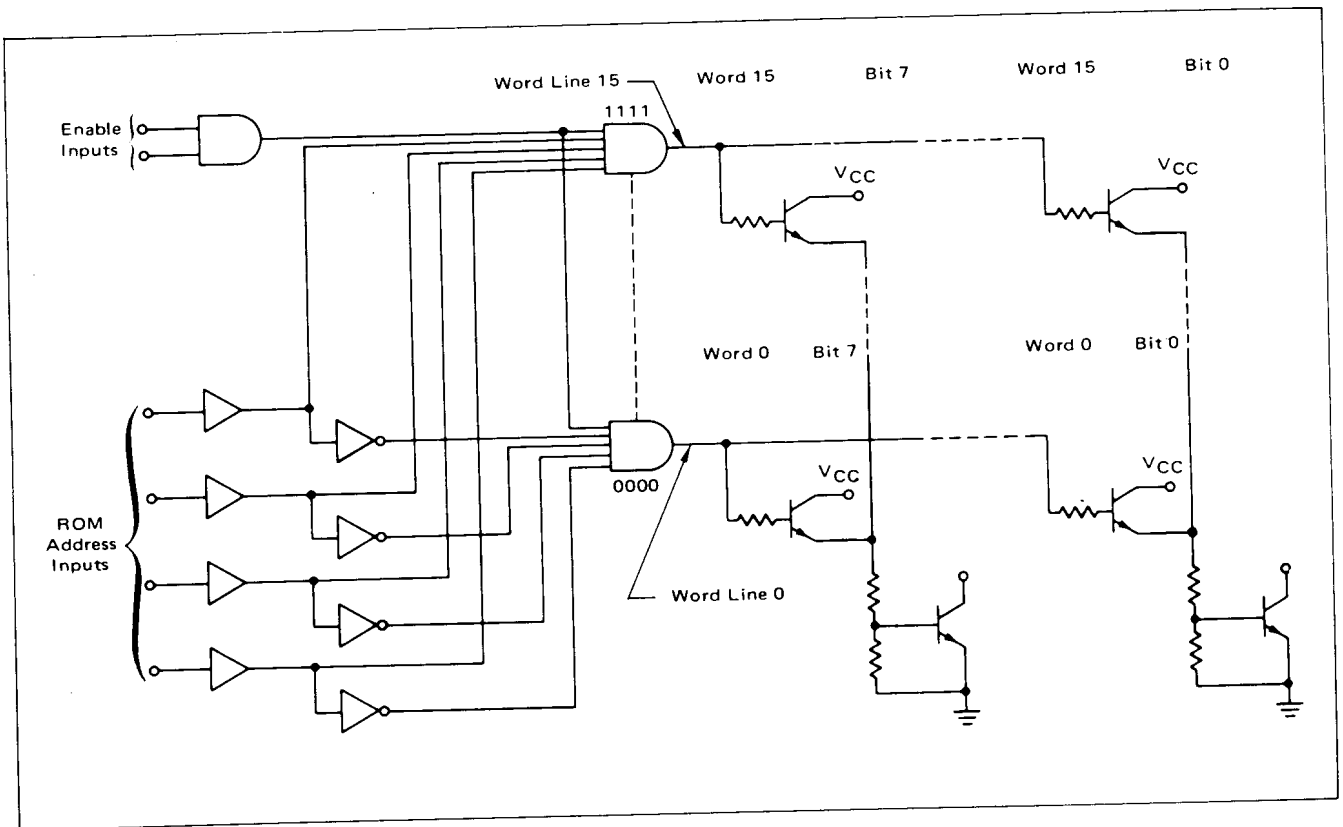 Word Line 15 Word 15 Bit 7 Word 15 Bit 0
Enable
Inputs
1111
VCC VCC
Word 0 Bit 7 Word 0 Bit 0
VCC VCC
0000
ROM
Address
Inputs
Word Line 0